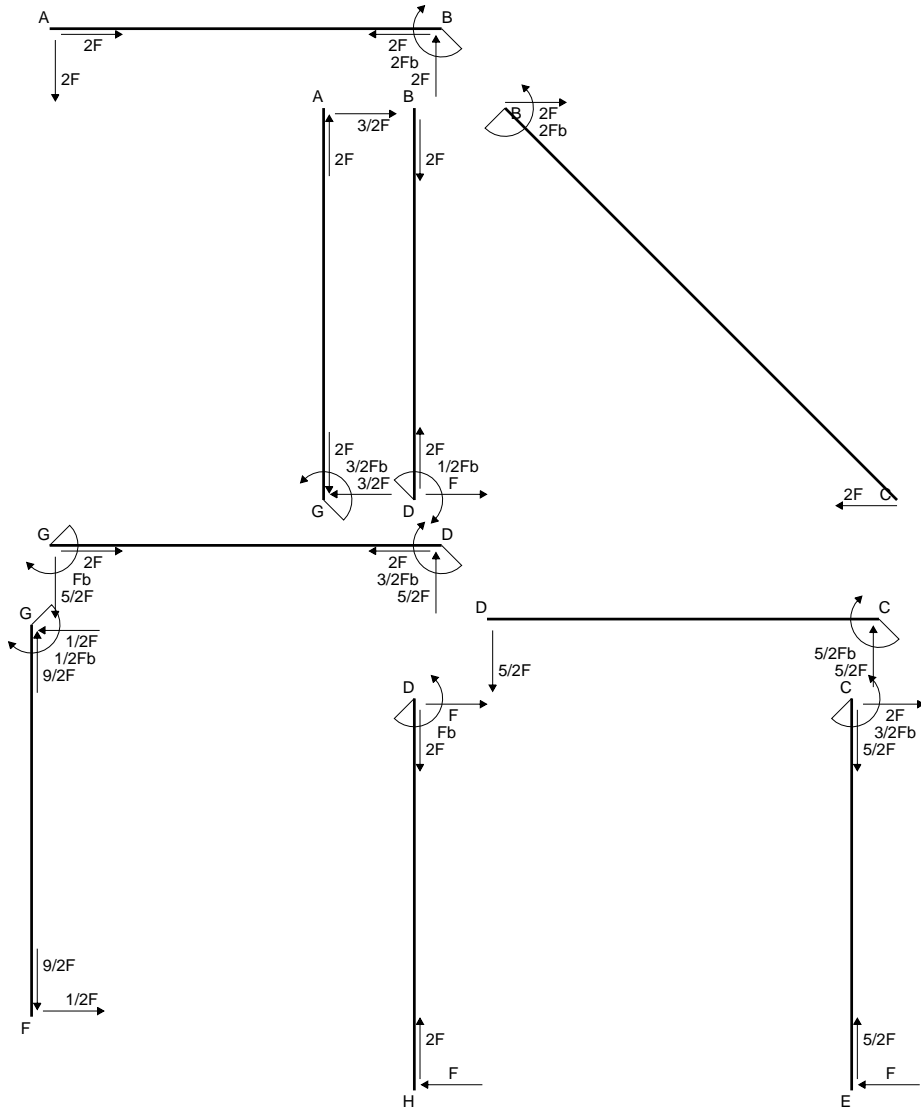 A B
2F 2F
2Fb
2F 2F
A B B
3/2F 2F
2Fb
2F 2F
2F 2F
3/2Fb 1/2Fb
3/2F F
G D
2F C
G D
2F 2F
Fb 3/2Fb
5/2F 5/2F
G D C
1/2F
1/2Fb
9/2F
5/2F 5/2Fb
5/2F
D C
F 2F
Fb 3/2Fb
2F 5/2F
9/2F
1/2F
F
2F 5/2F
F F
H E